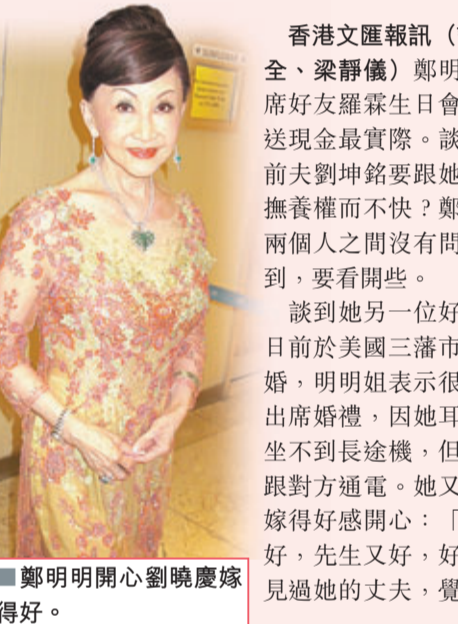 香港文匯報訊（
全、梁靜儀）鄭明
席好友羅霖生日會
送現金最實際。談
前夫劉坤銘要跟她
撫養權而不快？鄭
兩個人之間沒有問
到，要看開些。
談到她另一位好
日前於美國三藩市
婚，明明姐表示很
出席婚禮，因她耳
坐不到長途機，但
跟對方通電。她又
嫁得好感開心：「
好，先生又好，好
見過她的丈夫，覺
■鄭明明開心劉曉慶嫁
得好。